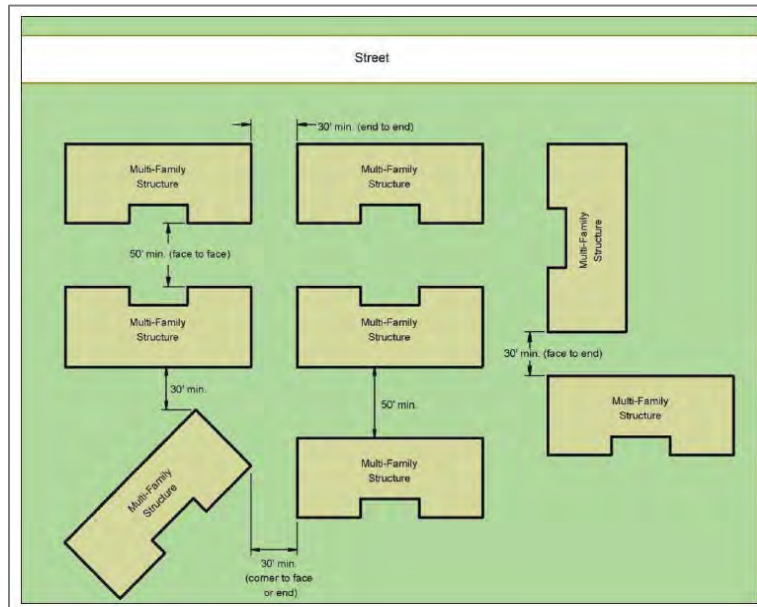 Street
30' min. (end to end)
Multi-Family
Structure
Multi-Family
Structure
Multi-Family
Structure
50' min. (face to face)
Multi-Family
Structure
Multi-Family
Structure
30' min. (face to end)
30' min.
50' min.
Multi-Family
Structure
Multi-Family
Structure
Multi-Family
Structure
30' min.
(corner to face
or end)